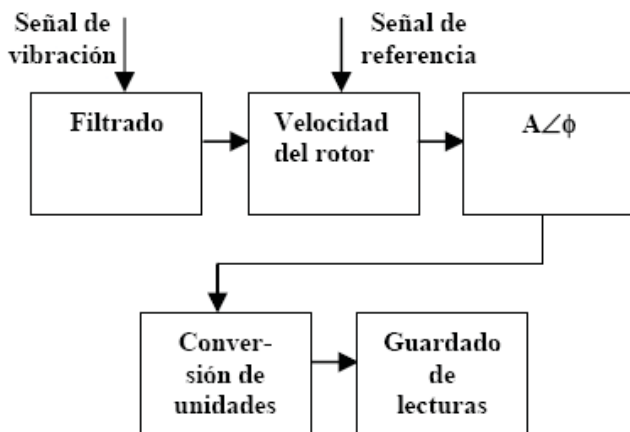 Señal de
vibración
Señal de
referencia
Filtrado
Velocidad
del rotor
A∠ϕ
Conver-
sión de
unidades
Guardado
de
lecturas